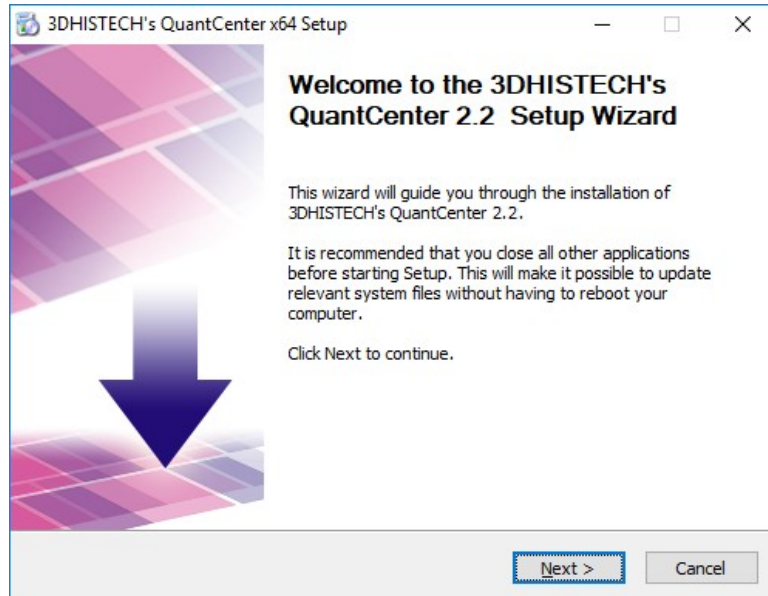 3DHISTECH's QuantCenter x64 Setup
Welcome to the 3DHISTECH's
QuantCenter 2.2  Setup Wizard
This wizard will guide you through the installation of
3DHISTECH's QuantCenter 2.2.
It is recommended that you close all other applications
before starting Setup. This will make it possible to update
relevant system files without having to reboot your
computer.
Click Next to continue.
Next >
Cancel